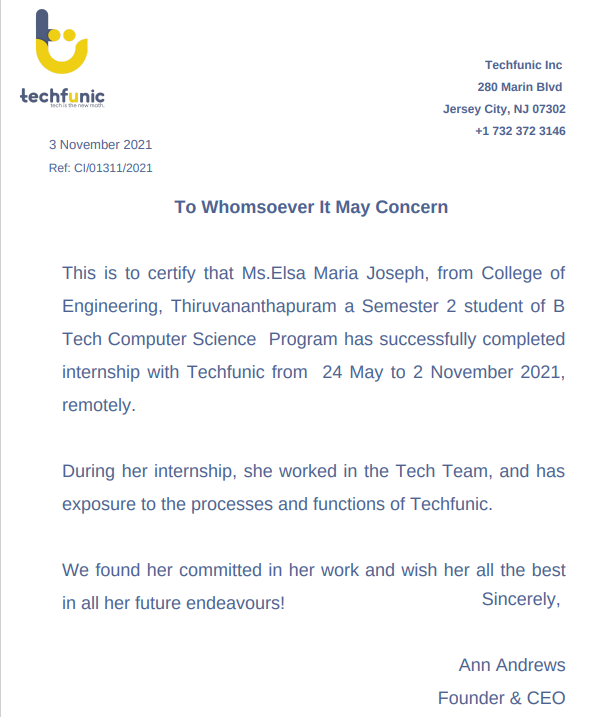 techfunic
tech is the new math.
Techfunic Inc
280 Marin Blvd
Jersey City, NJ 07302
+1 732 372 3146
3 November 2021
Ref: CI/01311/2021
To Whomsoever It May Concern
This is to certify that Ms.Elsa Maria Joseph, from College of
Engineering, Thiruvananthapuram a Semester 2 student of B
Tech Computer Science Program has successfully completed
internship with Techfunic from 24 May to 2 November 2021,
remotely.
During her internship, she worked in the Tech Team, and has
exposure to the processes and functions of Techfunic.
We found her committed in her work and wish her all the best
in all her future endeavours!
Sincerely,
Ann Andrews
Founder & CEO